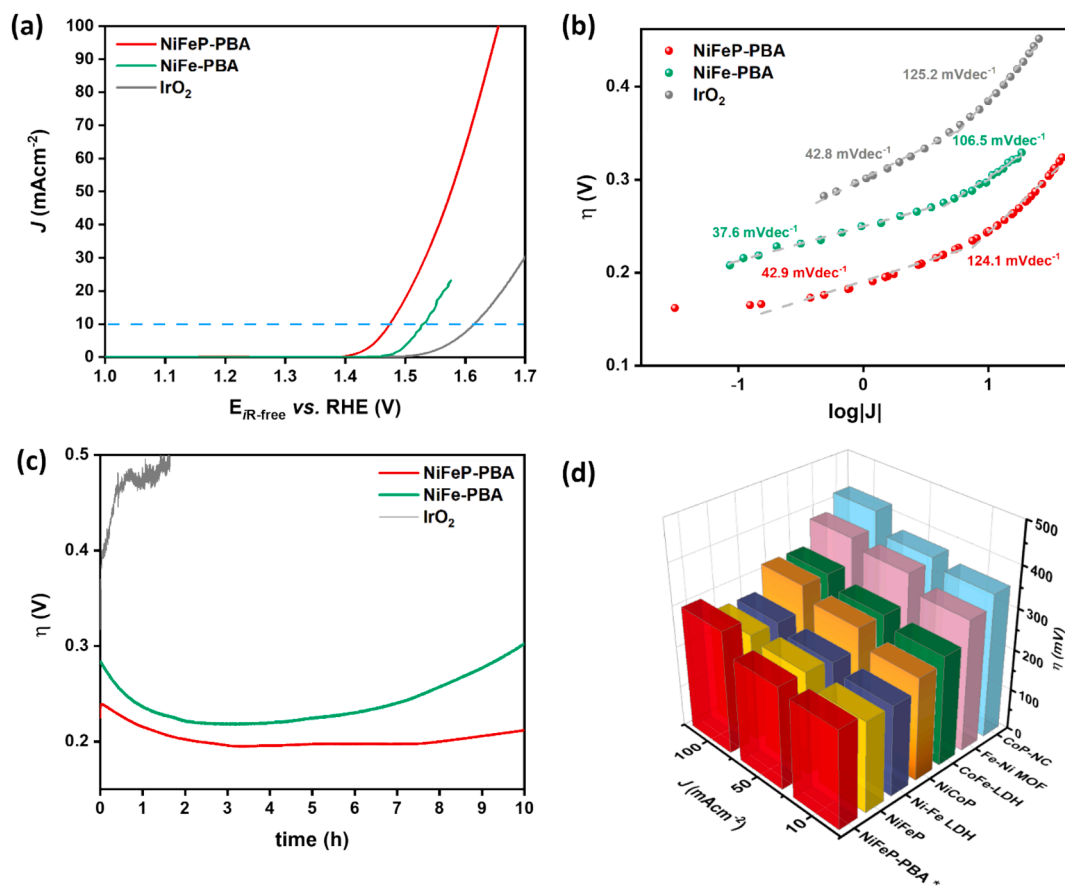 (a)
100
90
80
70
60
50
40
30
20
10
0
J (mAcm⁻²)
NiFeP-PBA
NiFe-PBA
IrO₂
1.0 1.1 1.2 1.3 1.4 1.5 1.6 1.7
E_iR-free vs. RHE (V)
(b)
0.4
0.3
0.2
0.1
η (V)
NiFeP-PBA
NiFe-PBA
IrO₂
125.2 mVdec⁻¹
42.8 mVdec⁻¹
106.5 mVdec⁻¹
37.6 mVdec⁻¹
42.9 mVdec⁻¹
124.1 mVdec⁻¹
-1 0 1
log|J|
(c)
0.5
0.4
0.3
0.2
η (V)
NiFeP-PBA
NiFe-PBA
IrO₂
0 1 2 3 4 5 6 7 8 9 10
time (h)
(d)
500
400
300
200
100
0
η (mV)
100
50
10
J (mAcm⁻²)
CoP-NC
Fe-Ni MOF
CoFe-LDH
NiCoP
Ni-Fe LDH
NiFeP
NiFeP-PBA *